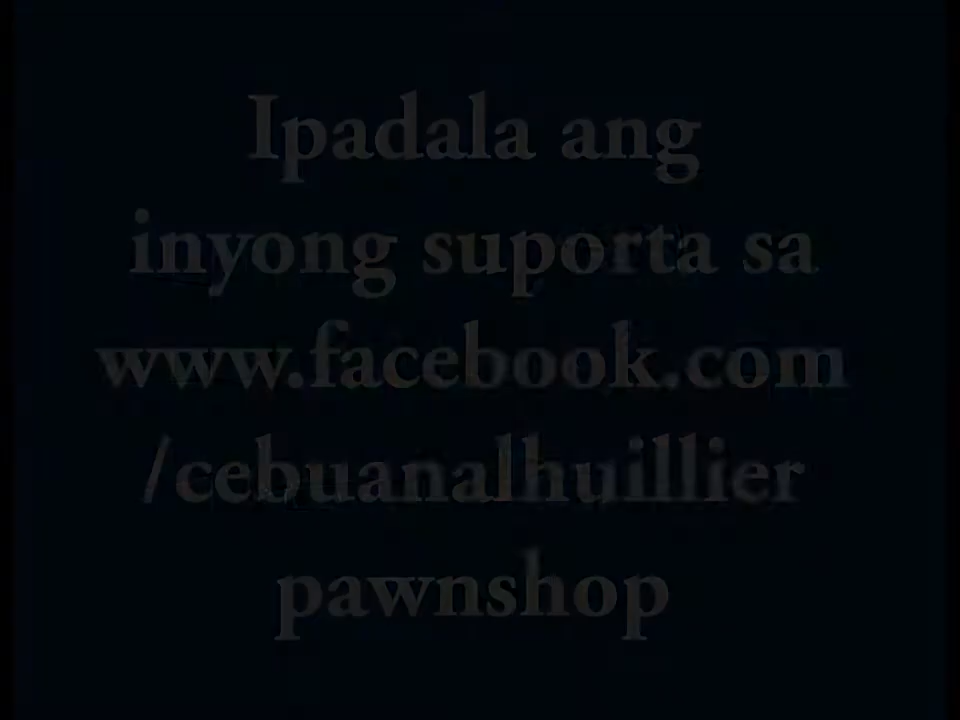 Ipadala ang
inyong suporta sa
www.facebook.com
/cebuanalhuillier
pawnshop